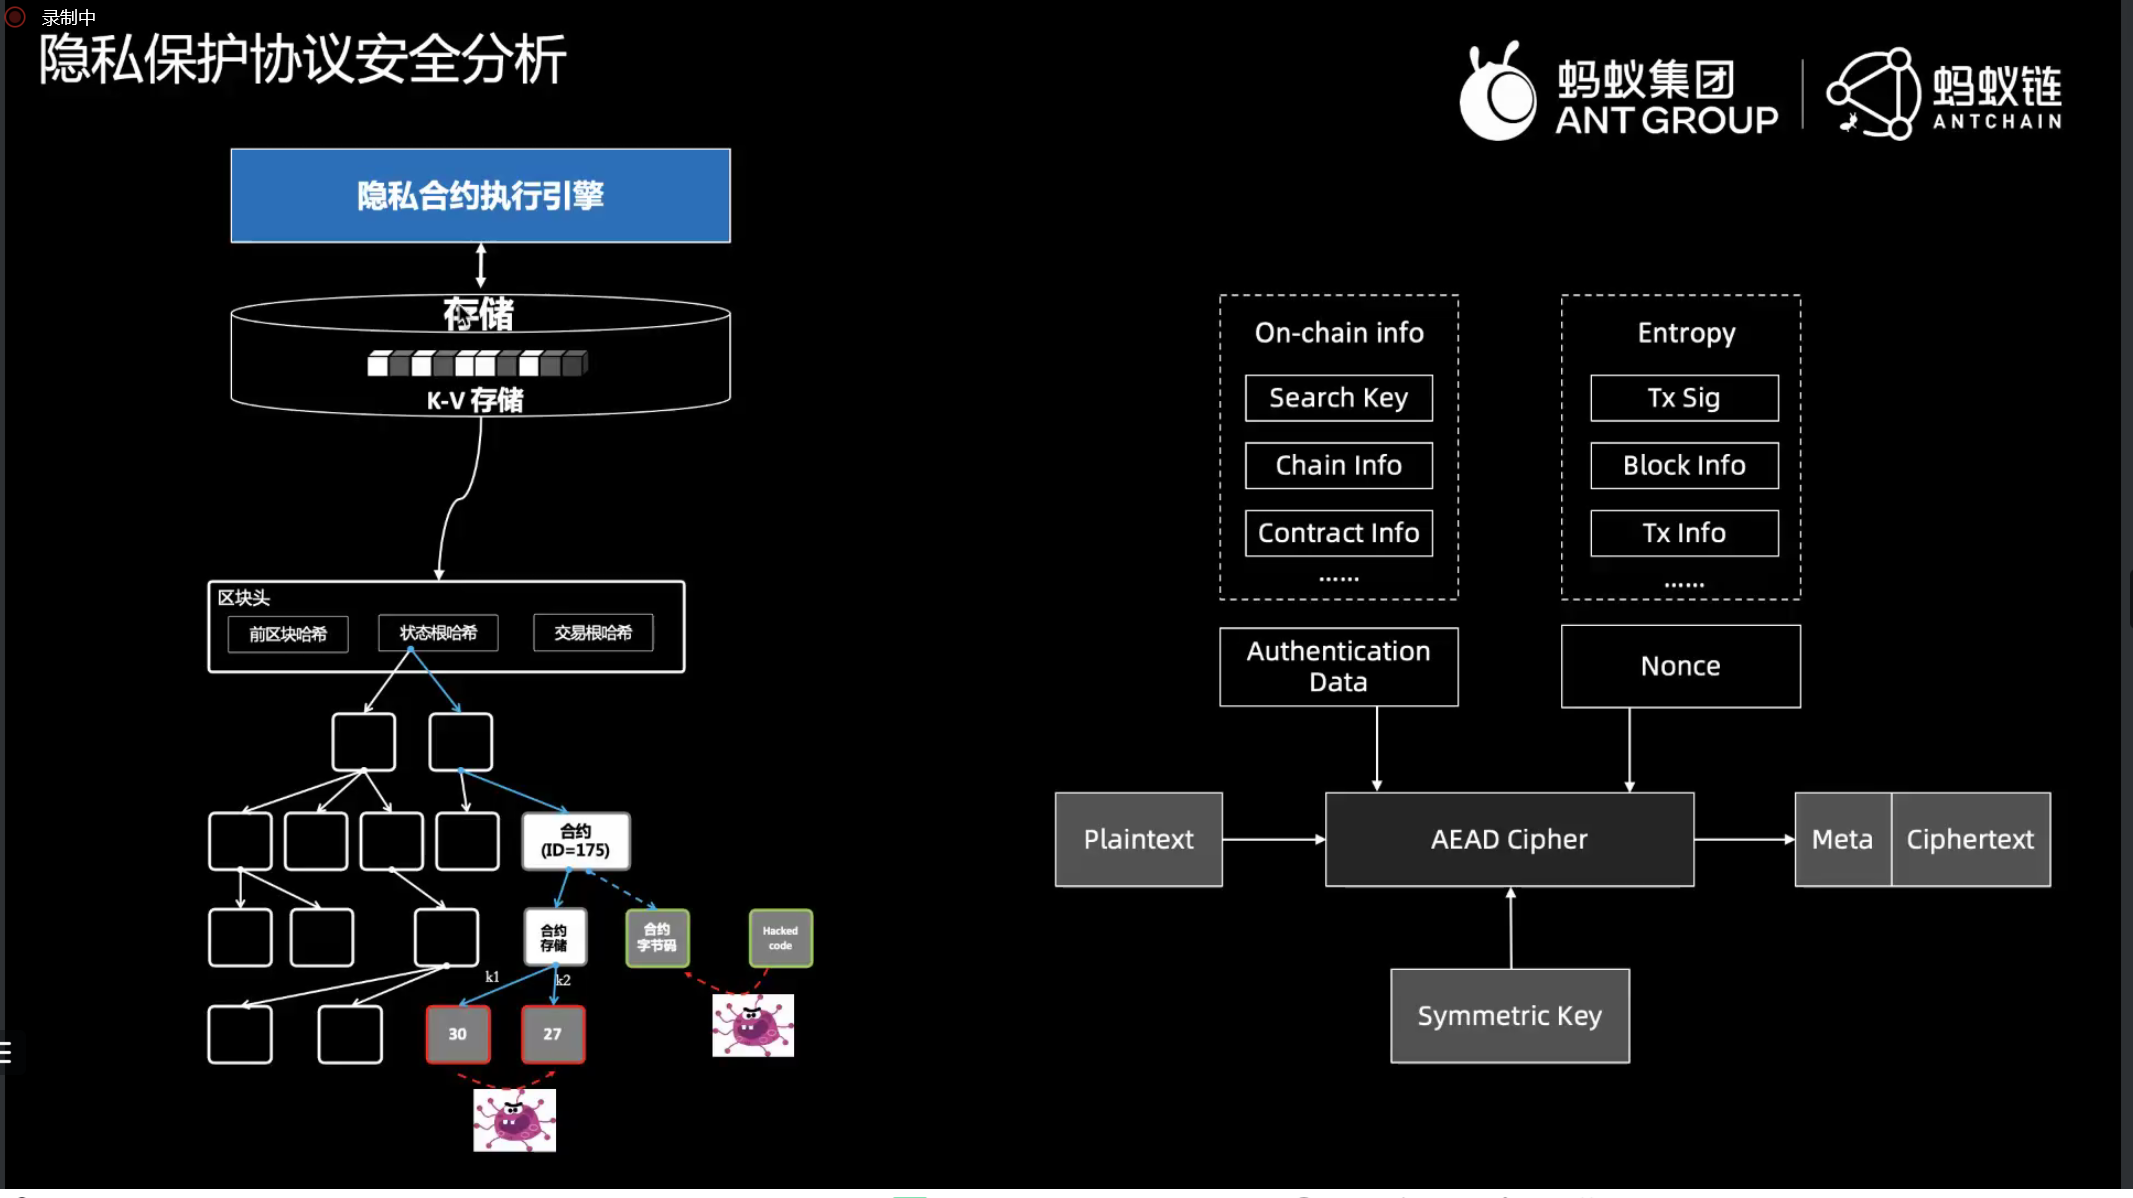 录制中
隐私保护协议安全分析
蚂蚁集团
ANT GROUP
蚂蚁链
ANTCHAIN
隐私合约执行引擎
存储
K-V 存储
区块头
前区块哈希
状态根哈希
交易根哈希
合约
(ID=175)
合约
存储
合约
字节码
Hacked
code
k1
k2
30
27
On-chain info
Search Key
Chain Info
Contract Info
......
Entropy
Tx Sig
Block Info
Tx Info
......
Authentication
Data
Nonce
Plaintext
AEAD Cipher
Meta
Ciphertext
Symmetric Key